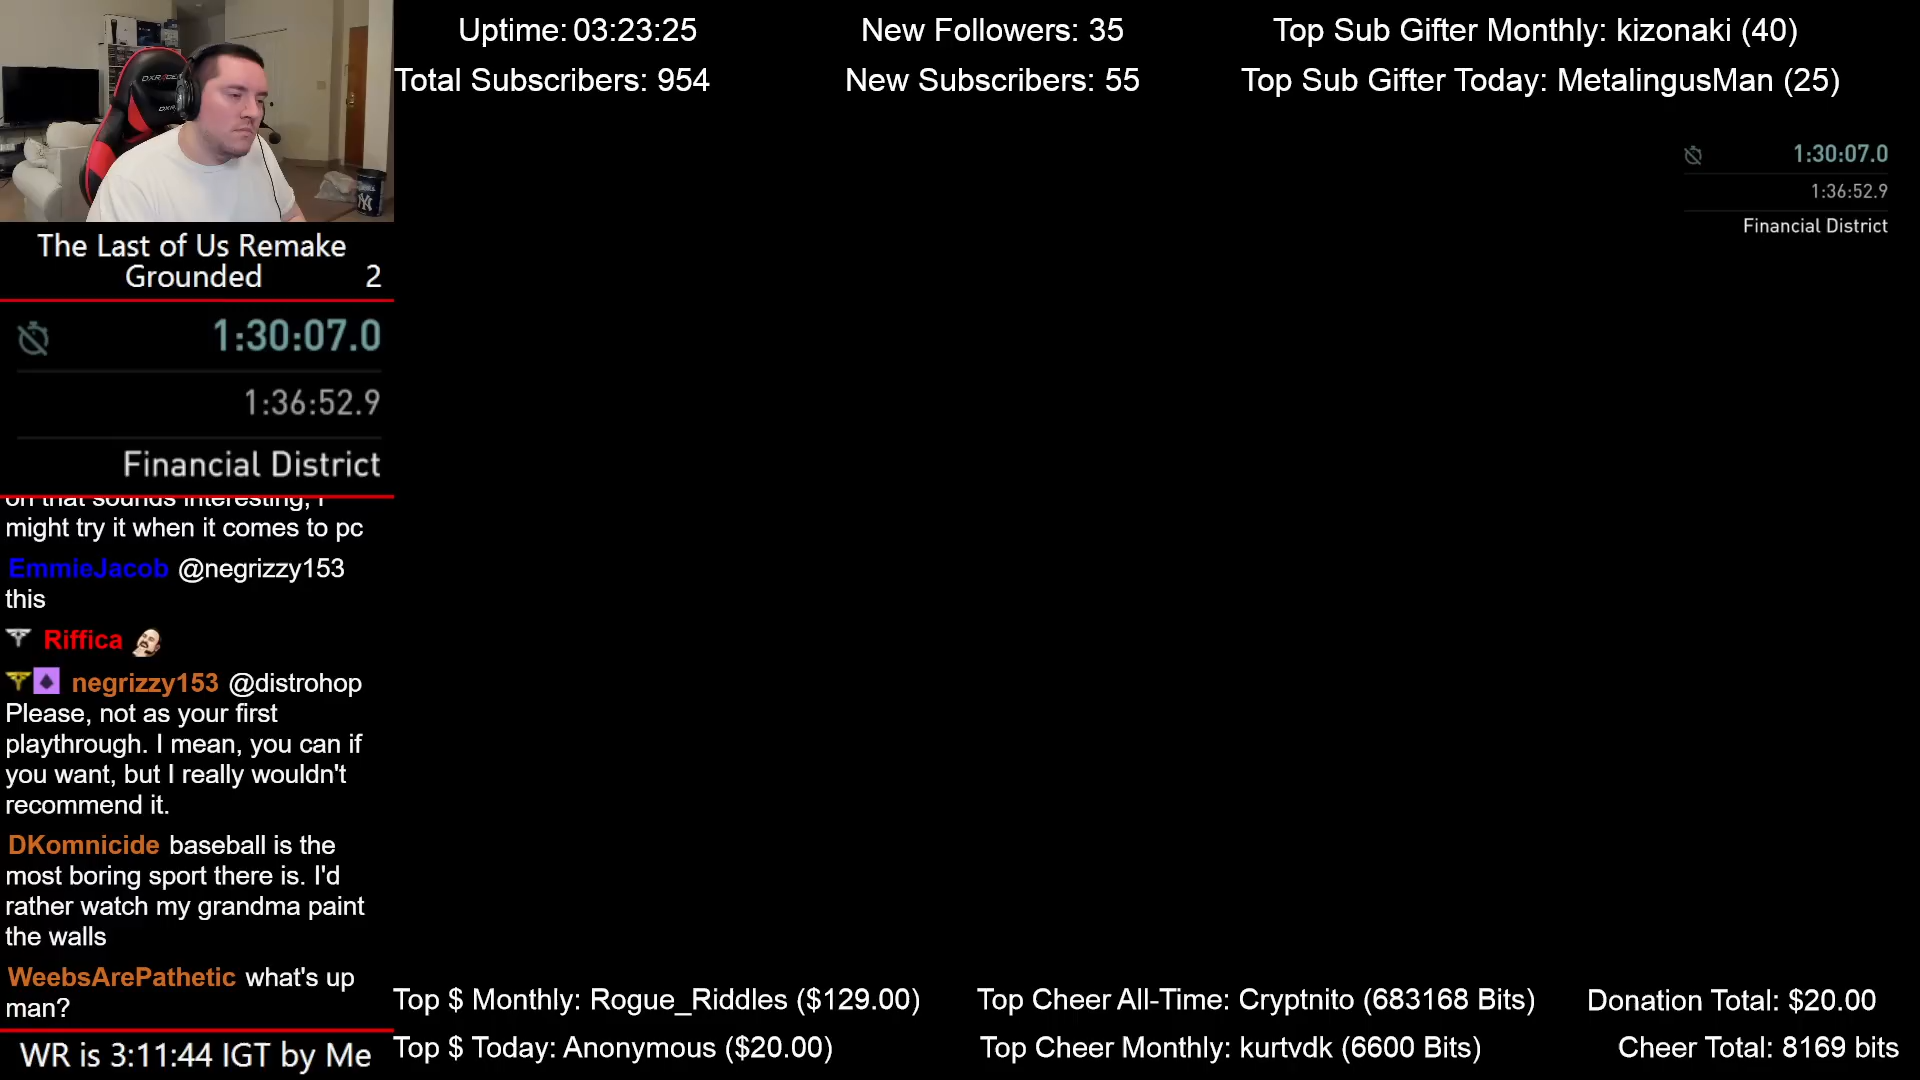 Uptime: 03:23:25
New Followers: 35
Top Sub Gifter Monthly: kizonaki (40)
Total Subscribers: 954
New Subscribers: 55
Top Sub Gifter Today: MetalingusMan (25)
1:30:07.0
1:36:52.9
Financial District
The Last of Us Remake
Grounded 2
1:30:07.0
1:36:52.9
Financial District
on that sounds interesting, I
might try it when it comes to pc
EmmieJacob @negrizzy153
this
Riffica
negrizzy153 @distrohop
Please, not as your first
playthrough. I mean, you can if
you want, but I really wouldn't
recommend it.
DKomnicide baseball is the
most boring sport there is. I'd
rather watch my grandma paint
the walls
WeebsArePathetic what's up
man?
WR is 3:11:44 IGT by Me
Top $ Monthly: Rogue_Riddles ($129.00)
Top Cheer All-Time: Cryptnito (683168 Bits)
Donation Total: $20.00
Top $ Today: Anonymous ($20.00)
Top Cheer Monthly: kurtvdk (6600 Bits)
Cheer Total: 8169 bits